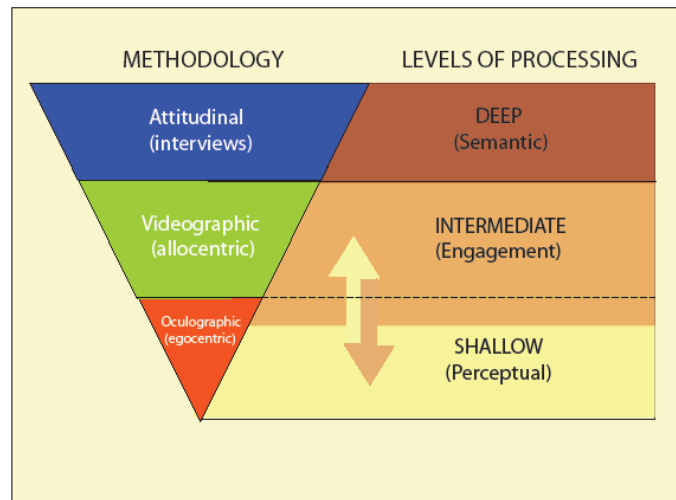 METHODOLOGY
LEVELS OF PROCESSING
Attitudinal
(interviews)
DEEP
(Semantic)
Videographic
(allocentric)
INTERMEDIATE
(Engagement)
Oculographic
(egocentric)
SHALLOW
(Perceptual)